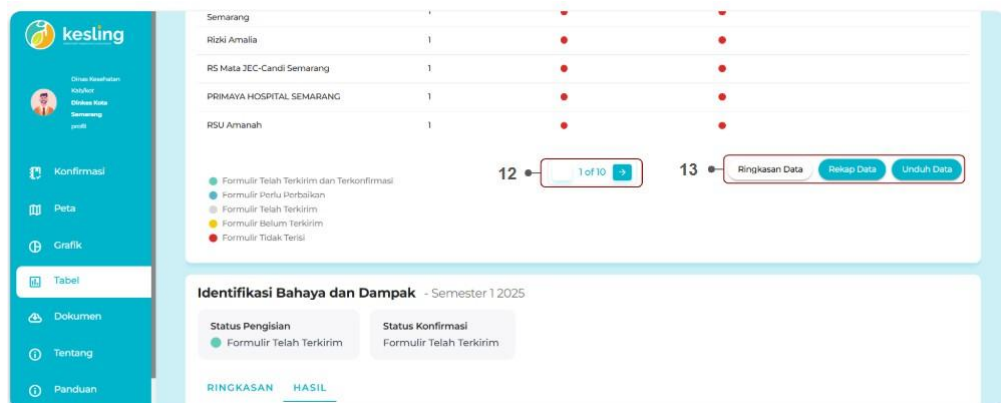 kesling
Dinas Kesehatan
Kab/kot
Dinkes Kota
Semarang
profil
Konfirmasi
Peta
Grafik
Tabel
Dokumen
Tentang
Panduan
Semarang 1
Rizki Amalia 1
RS Mata JEC-Candi Semarang 1
PRIMAYA HOSPITAL SEMARANG 1
RSU Amanah 1
Formulir Telah Terkirim dan Terkonfirmasi
Formulir Perlu Perbaikan
Formulir Telah Terkirim
Formulir Belum Terkirim
Formulir Tidak Terisi
12 1 of 10 →
13 Ringkasan Data Rekap Data Unduh Data
Identifikasi Bahaya dan Dampak - Semester 1 2025
Status Pengisian Status Konfirmasi
Formulir Telah Terkirim Formulir Telah Terkirim
RINGKASAN HASIL